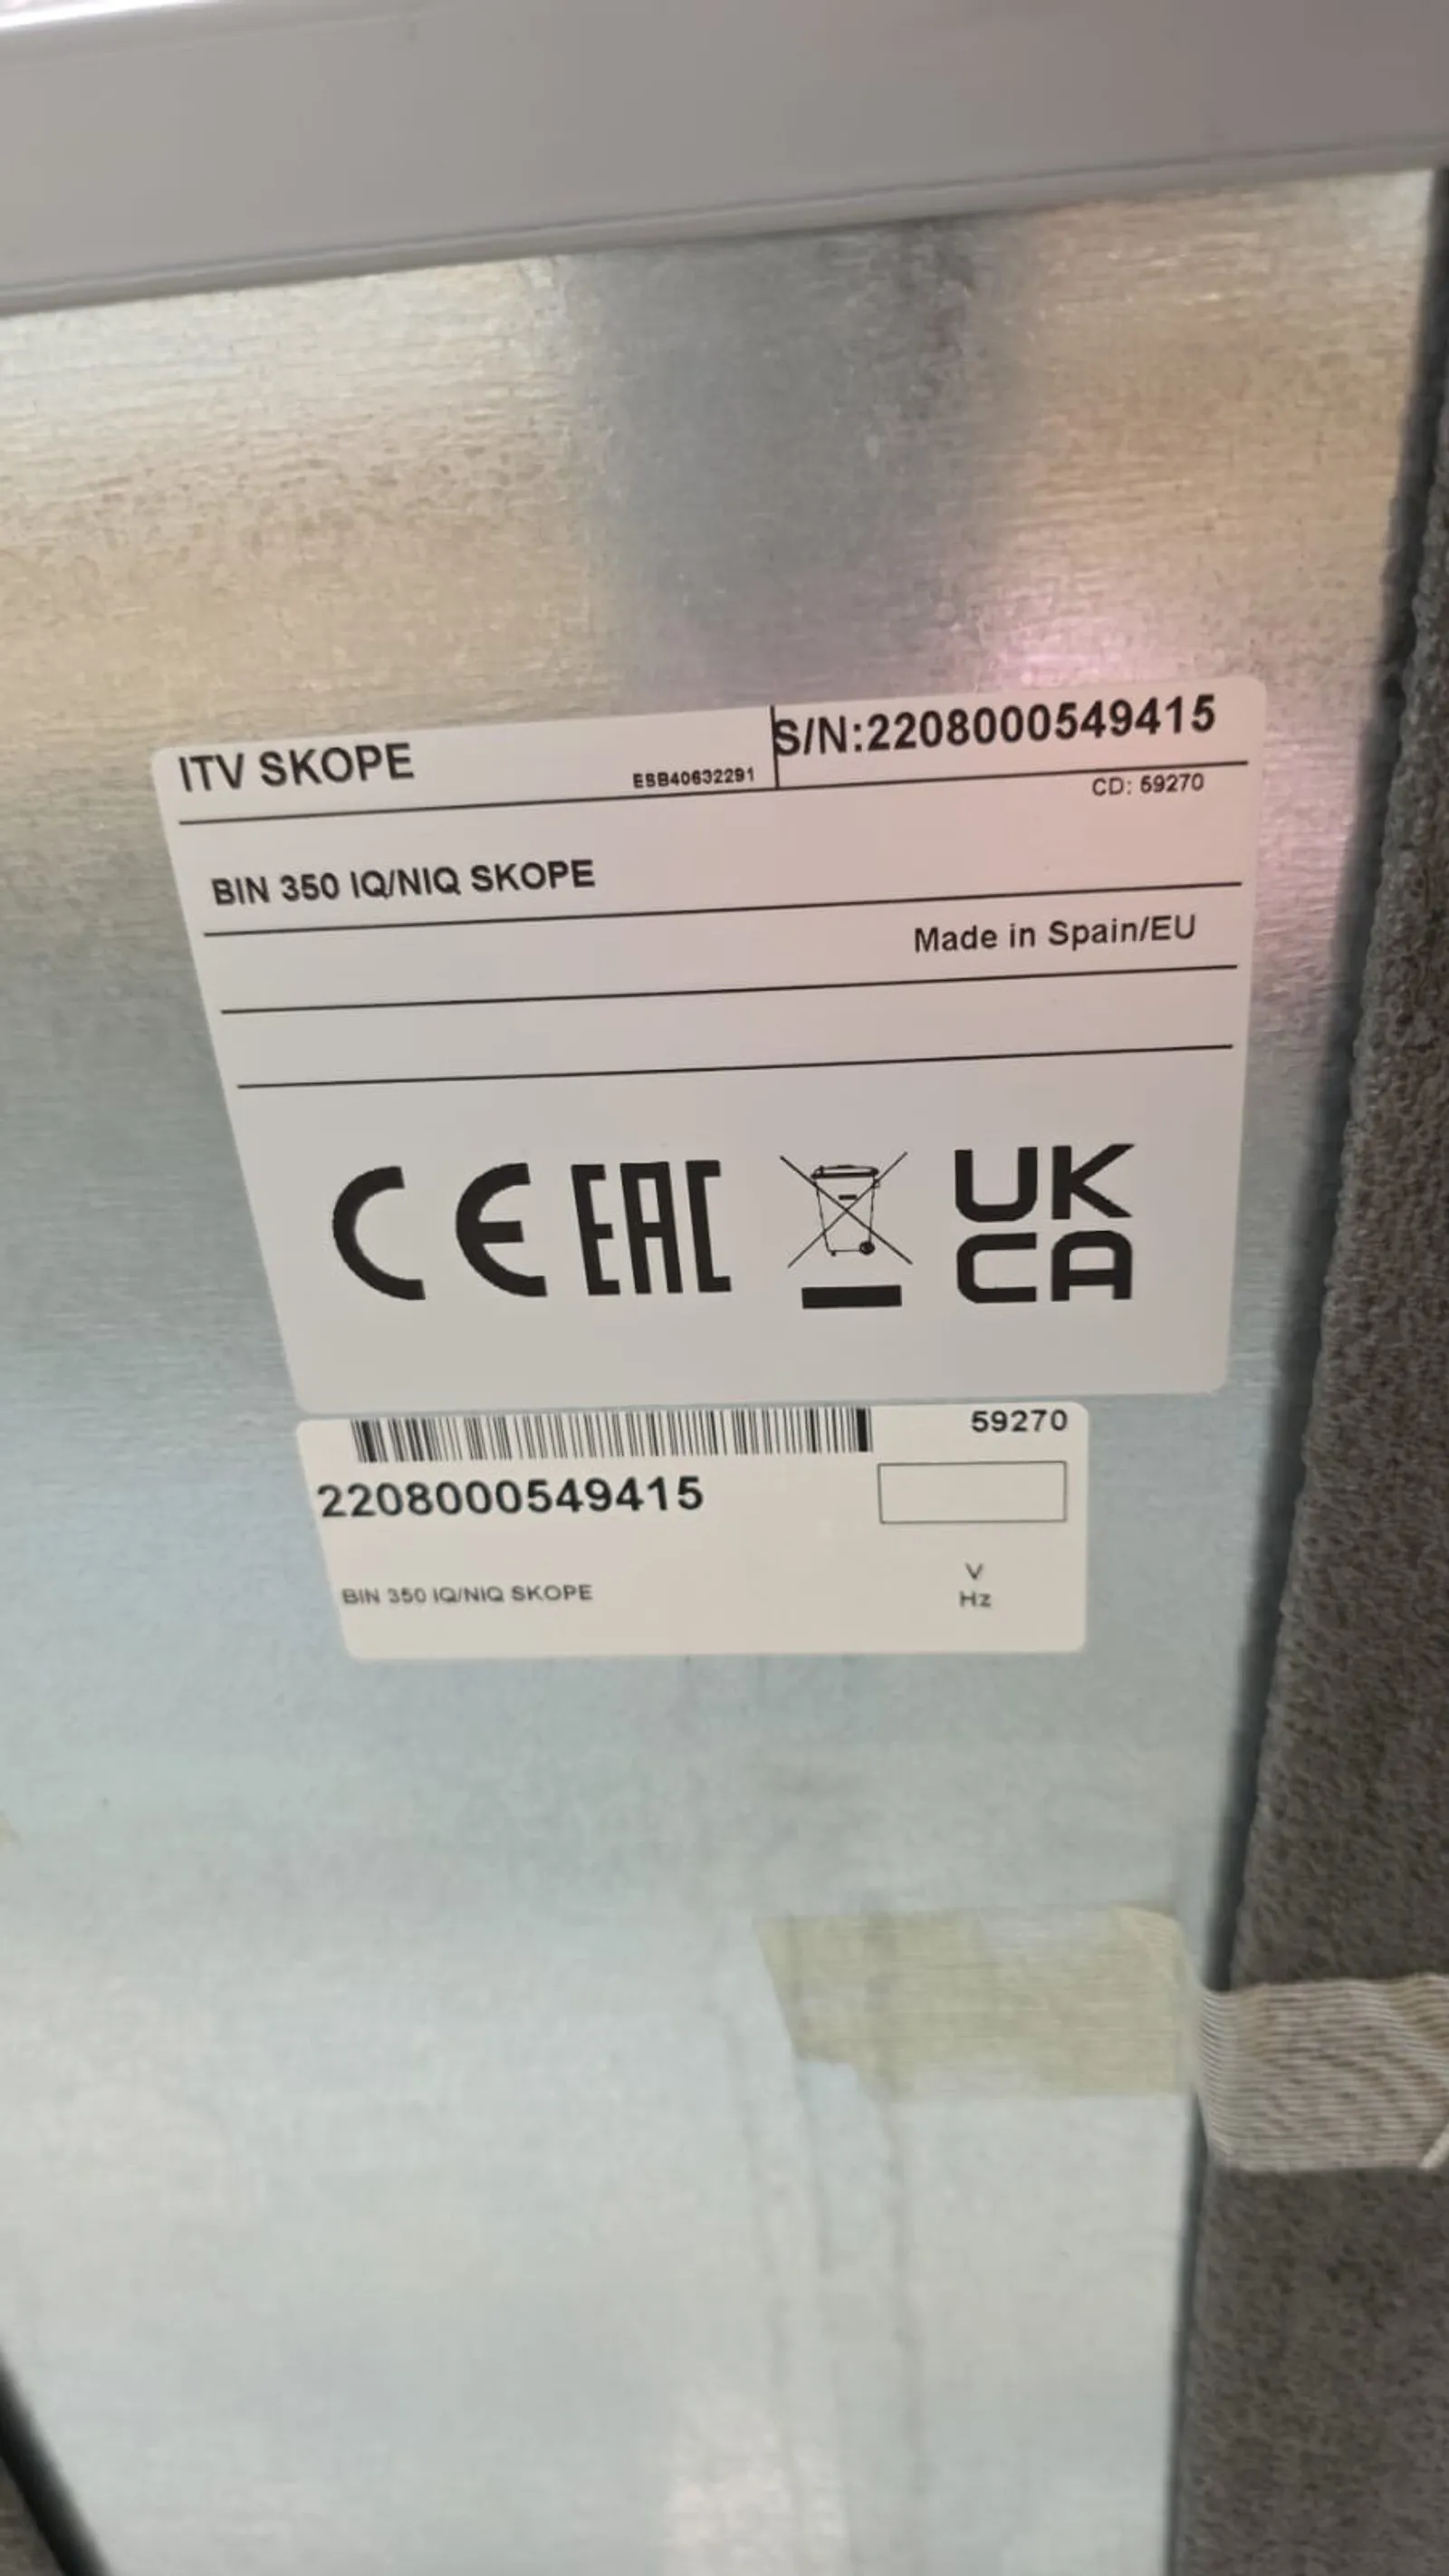 ITV SKOPE
ESB40632291
S/N:2208000549415
CD: 59270
BIN 350 IQ/NIQ SKOPE
Made in Spain/EU
CE EAC UK
CA
59270
2208000549415
V
BIN 350 IQ/NIQ SKOPE
Hz